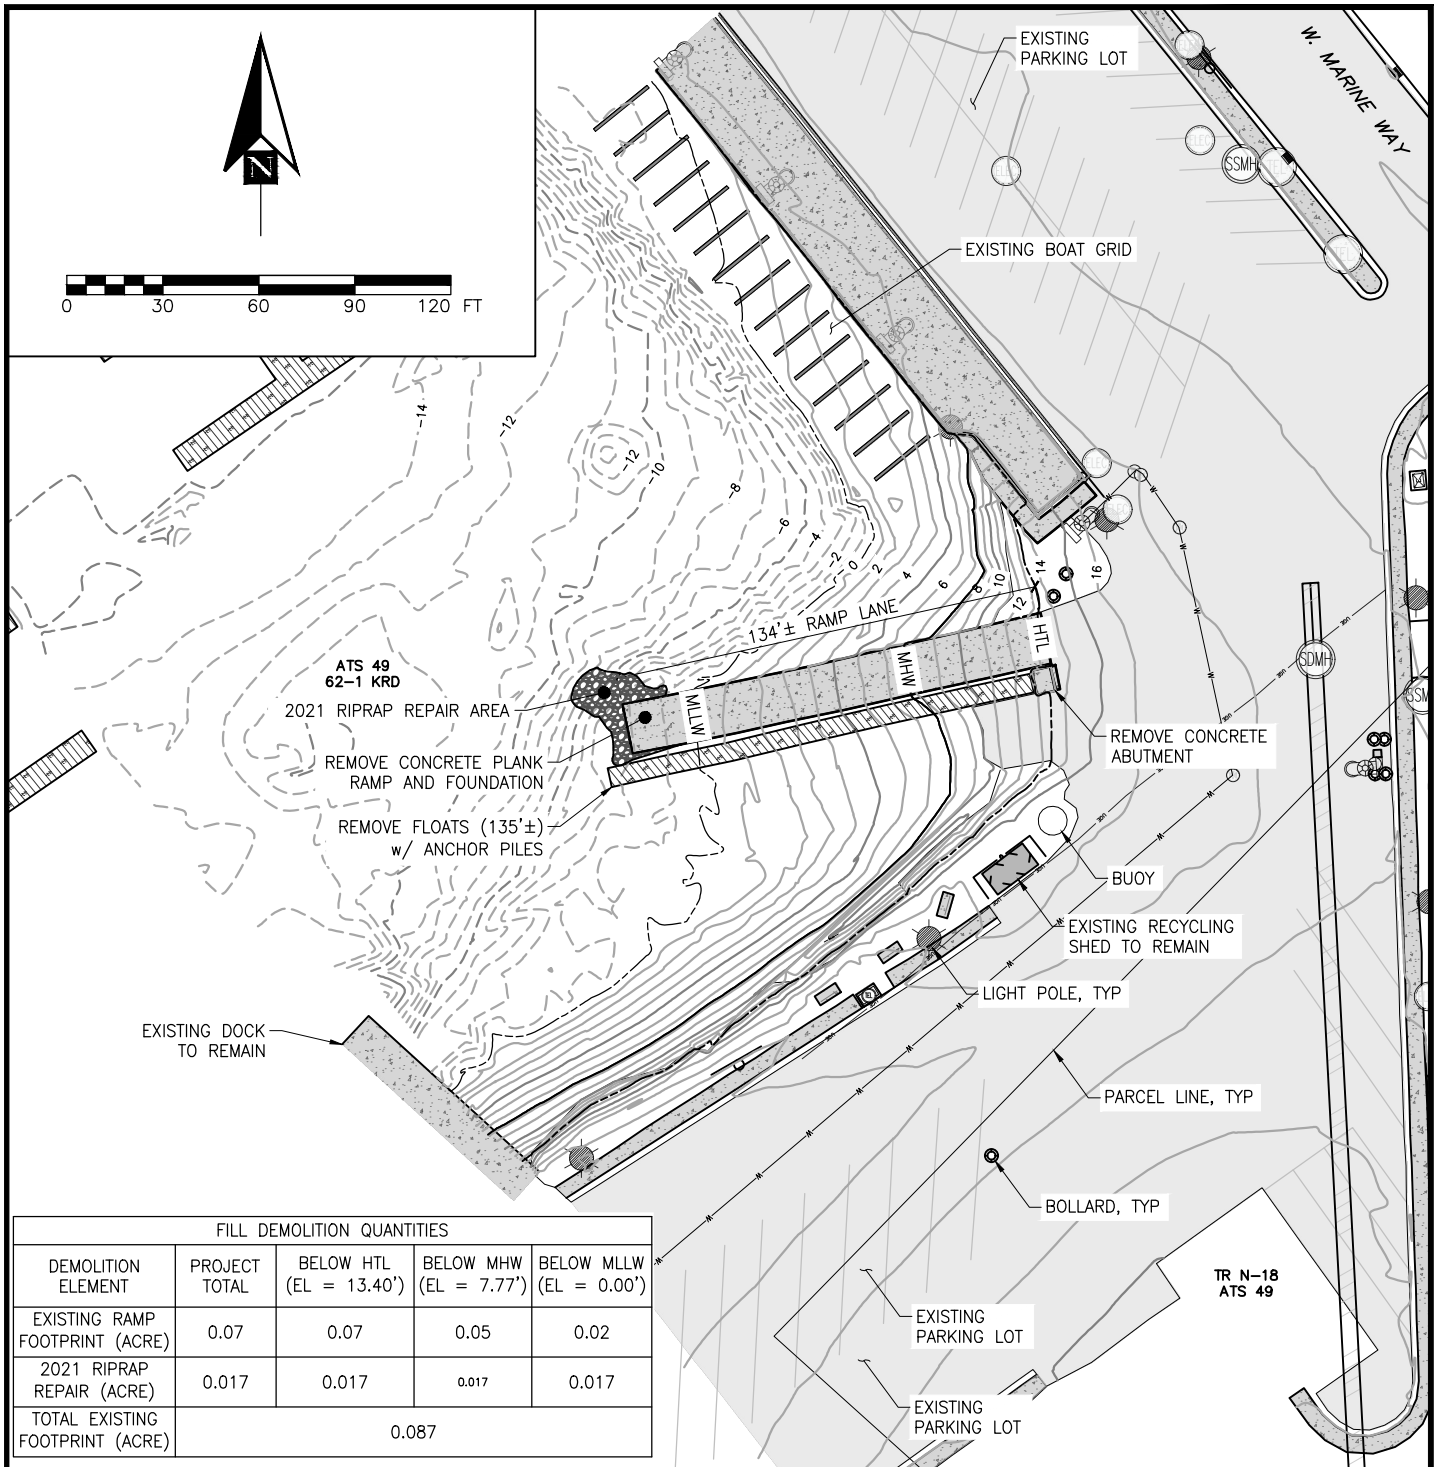 N
0 30 60 90 120 FT
EXISTING
PARKING LOT
W. MARINE WAY
ELEC
SSMH
TEL
TEL
EXISTING BOAT GRID
-14
-12
-12
-10
-8
-6
-4
-2
0
2
4
6
8
10
12
14
16
ELEC
134'± RAMP LANE
HTL
MHW
MLLW
SDMH
ATS 49
62-1 KRD
2021 RIPRAP REPAIR AREA
REMOVE CONCRETE PLANK
RAMP AND FOUNDATION
REMOVE FLOATS (135'±)
w/ ANCHOR PILES
REMOVE CONCRETE
ABUTMENT
BUOY
EXISTING RECYCLING
SHED TO REMAIN
LIGHT POLE, TYP
EXISTING DOCK
TO REMAIN
PARCEL LINE, TYP
BOLLARD, TYP
TR N-18
ATS 49
EXISTING
PARKING LOT
EXISTING
PARKING LOT
FILL DEMOLITION QUANTITIES
DEMOLITION
ELEMENT
PROJECT
TOTAL
BELOW HTL
(EL = 13.40')
BELOW MHW
(EL = 7.77')
BELOW MLLW
(EL = 0.00')
EXISTING RAMP
FOOTPRINT (ACRE)
0.07 0.07 0.05 0.02
2021 RIPRAP
REPAIR (ACRE)
0.017 0.017 0.017 0.017
TOTAL EXISTING
FOOTPRINT (ACRE)
0.087